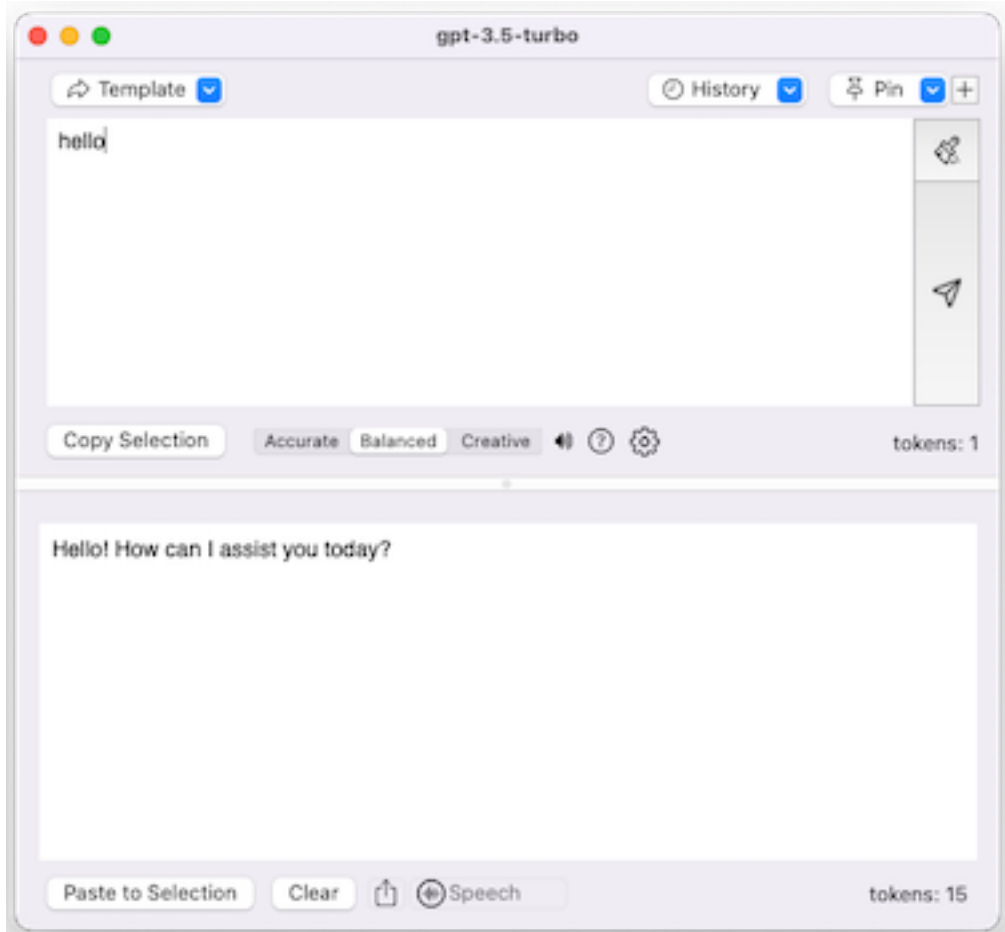 gpt-3.5-turbo
Template History Pin
hello
Copy Selection Accurate Balanced Creative tokens: 1
Hello! How can I assist you today?
Paste to Selection Clear Speech tokens: 15